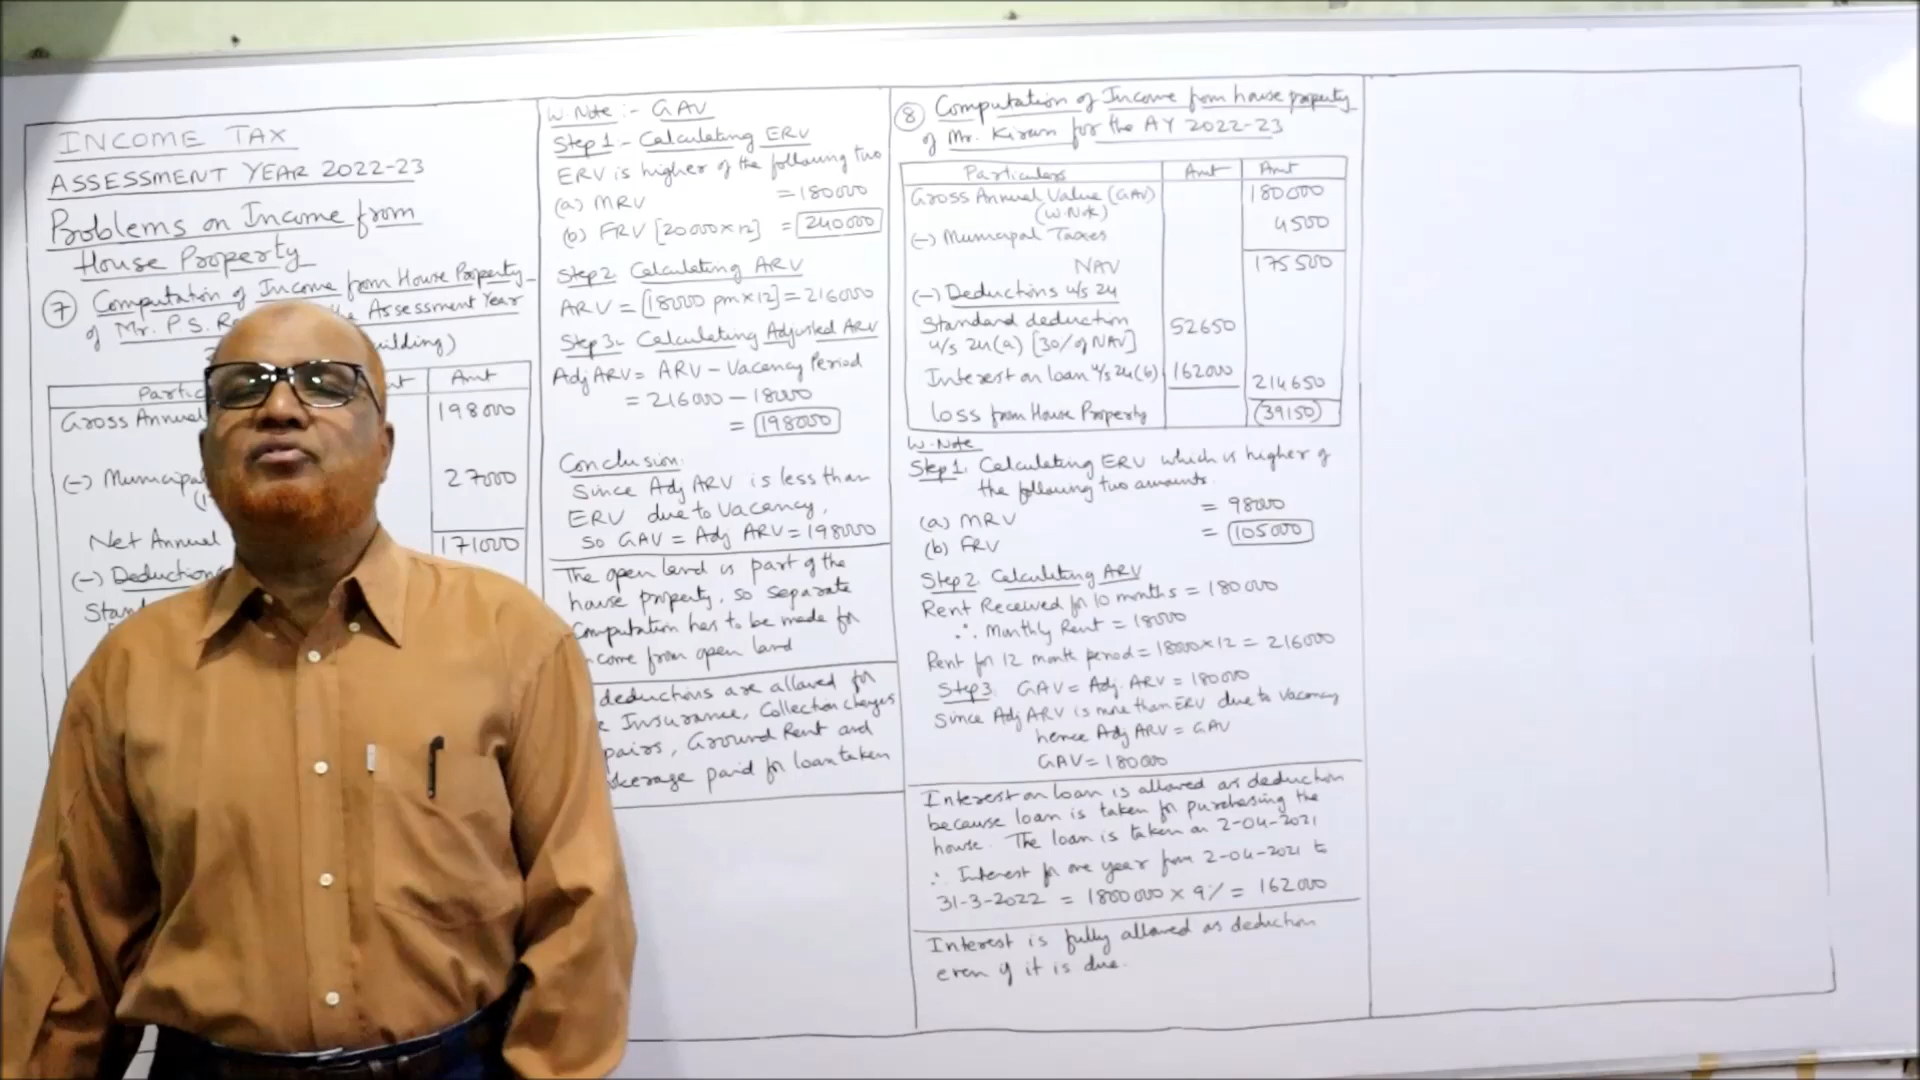 INCOME TAX
ASSESSMENT YEAR 2022-23
Problems on Income from
House Property
7 Computation of Income from House Property
of Mr. P S. Assessment Year
uilding)
Amt
Gross Annual 198000
(-) Municipal 27000
Net Annual 171000
(-) Deductions
W. Note :- GAV
Step 1:- Calculating ERV
ERV is higher of the following two
(a) MRV = 180000
(b) FRV [20000x12] = 240000
Step 2. Calculating ARV
ARV = [18000 pm x 12] = 216000
Step 3:- Calculating Adjusted ARV
Adj ARV = ARV - Vacancy Period
= 216000 - 18000
= 198000
Conclusion:
Since Adj ARV is less than
ERV due to Vacancy,
so GAV = Adj ARV = 198000
The open land is part of the
house property, so separate
Computation has to be made for
ncome from open land
deductions are allowed for
e Insurance, Collection charges
pairs, Ground Rent and
kerage paid for loan taken
8 Computation of Income from house property
of Mr. Kiran for the AY 2022-23
Particulars Amt Amt
Gross Annual Value (GAV) 180000
(W.Note)
(-) Municipal Taxes 4500
NAV 175500
(-) Deductions u/s 24
Standard deduction 52650
u/s 24(a) [30% of NAV]
Interest on loan u/s 24(b) 162000 214650
Loss from House Property (39150)
W. Note
Step 1. Calculating ERV which is higher of
the following two amounts.
(a) MRV = 98000
(b) FRV = 105000
Step 2. Calculating ARV
Rent Received for 10 months = 180000
∴ Monthly Rent = 18000
Rent for 12 month period = 18000x12 = 216000
Step 3. GAV = Adj. ARV = 180000
Since Adj ARV is more than ERV due to Vacancy
hence Adj ARV = GAV
GAV = 180000
Interest on loan is allowed as deduction
because loan is taken for purchasing the
house. The loan is taken on 2-04-2021
∴ Interest for one year from 2-04-2021 to
31-3-2022 = 1800000 x 9% = 162000
Interest is fully allowed as deduction
even if it is due.